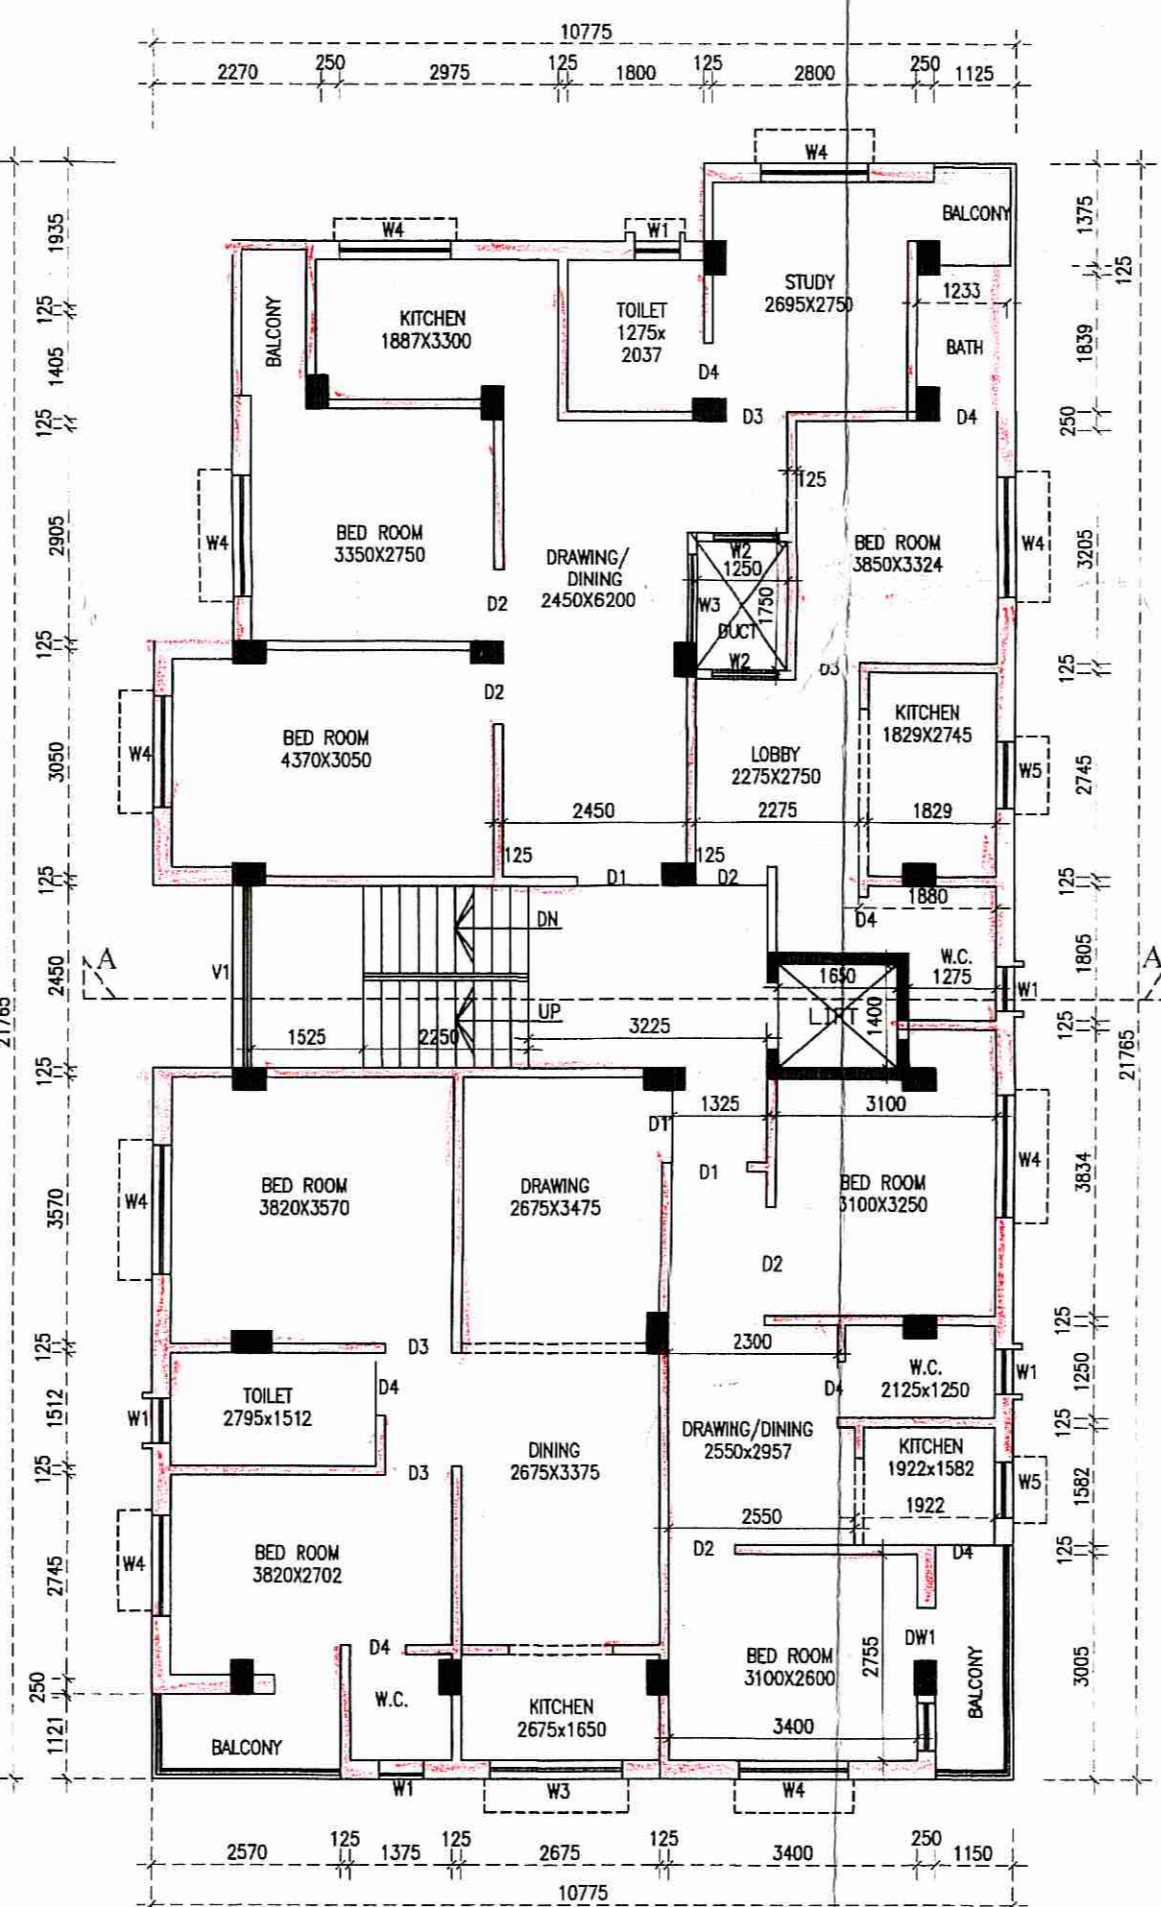 10775
2270
250
2975
125
1800
125
2800
250
1125
W4
BALCONY
1375
125
1935
W4
W1
STUDY
2695X2750
1233
BALCONY
KITCHEN
1887X3300
TOILET
1275x
2037
BATH
1839
125
1405
D4
D3
D4
250
125
125
BED ROOM
3350X2750
W4
2905
DRAWING/
DINING
2450X6200
W2
1250
W3
1750
DUCT
W2
BED ROOM
3850X3324
W4
3205
D2
125
D2
D3
125
BED ROOM
4370X3050
W4
3050
KITCHEN
1829X2745
LOBBY
2275X2750
W5
2745
2450
2275
1829
125
125
D1
D2
125
125
1880
DN
D4
V1
2450
A
W.C.
1275
1650
1400
LIFT
W1
1805
A
UP
1525
2250
3225
125
21765
21765
125
1325
3100
D1
D1
BED ROOM
3820X3570
W4
3570
DRAWING
2675X3475
BED ROOM
3100X3250
W4
3834
D2
125
D3
125
2300
W.C.
2125x1250
W1
1250
D4
TOILET
2795x1512
D4
W1
1512
125
DRAWING/DINING
2550x2957
KITCHEN
1922x1582
W5
1582
DINING
2675X3375
125
D3
1922
2550
D2
D4
125
BED ROOM
3820X2702
W4
2745
D4
BED ROOM
3100X2600
2755
DW1
3005
BALCONY
250
W.C.
KITCHEN
2675x1650
3400
BALCONY
1121
W1
W3
W4
2570
125
1375
125
2675
125
3400
250
1150
10775